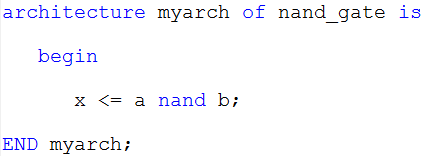 architecture myarch of nand_gate is
begin
x <= a nand b;
END myarch;